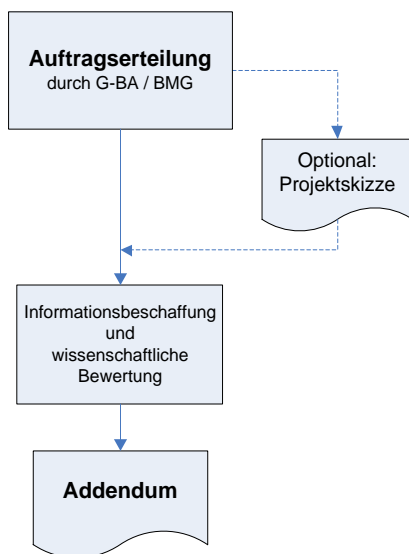 Auftragserteilung
durch G-BA / BMG
Optional:
Projektskizze
Informationsbeschaffung
und
wissenschaftliche
Bewertung
Addendum